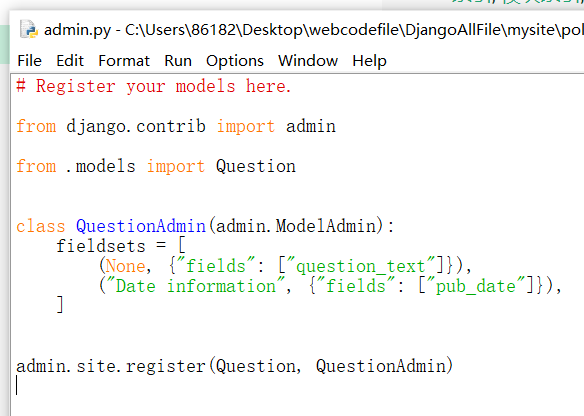 admin.py - C:\Users\86182\Desktop\webcodefile\DjangoAllFile\mysite\pol
File Edit Format Run Options Window Help
# Register your models here.
from django.contrib import admin
from .models import Question
class QuestionAdmin(admin.ModelAdmin):
    fieldsets = [
        (None, {"fields": ["question_text"]}),
        ("Date information", {"fields": ["pub_date"]}),
    ]
admin.site.register(Question, QuestionAdmin)